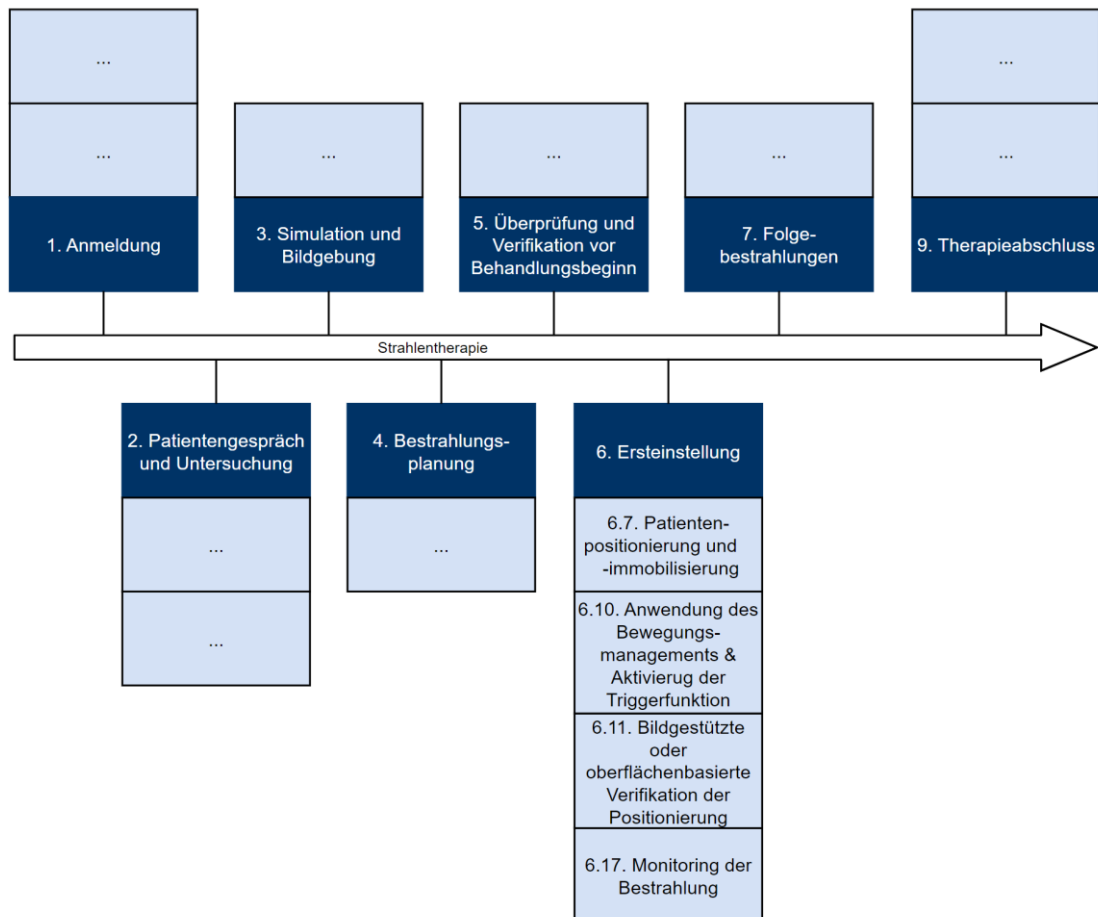 ...
...
...
...
...
...
...
1. Anmeldung
3. Simulation und
Bildgebung
5. Überprüfung und
Verifikation vor
Behandlungsbeginn
7. Folge-
bestrahlungen
9. Therapieabschluss
Strahlentherapie
2. Patientengespräch
und Untersuchung
4. Bestrahlungs-
planung
6. Ersteinstellung
...
...
...
6.7. Patienten-
positionierung und
-immobilisierung
6.10. Anwendung des
Bewegungs-
managements &
Aktivierug der
Triggerfunktion
6.11. Bildgestützte
oder
oberflächenbasierte
Verifikation der
Positionierung
6.17. Monitoring der
Bestrahlung